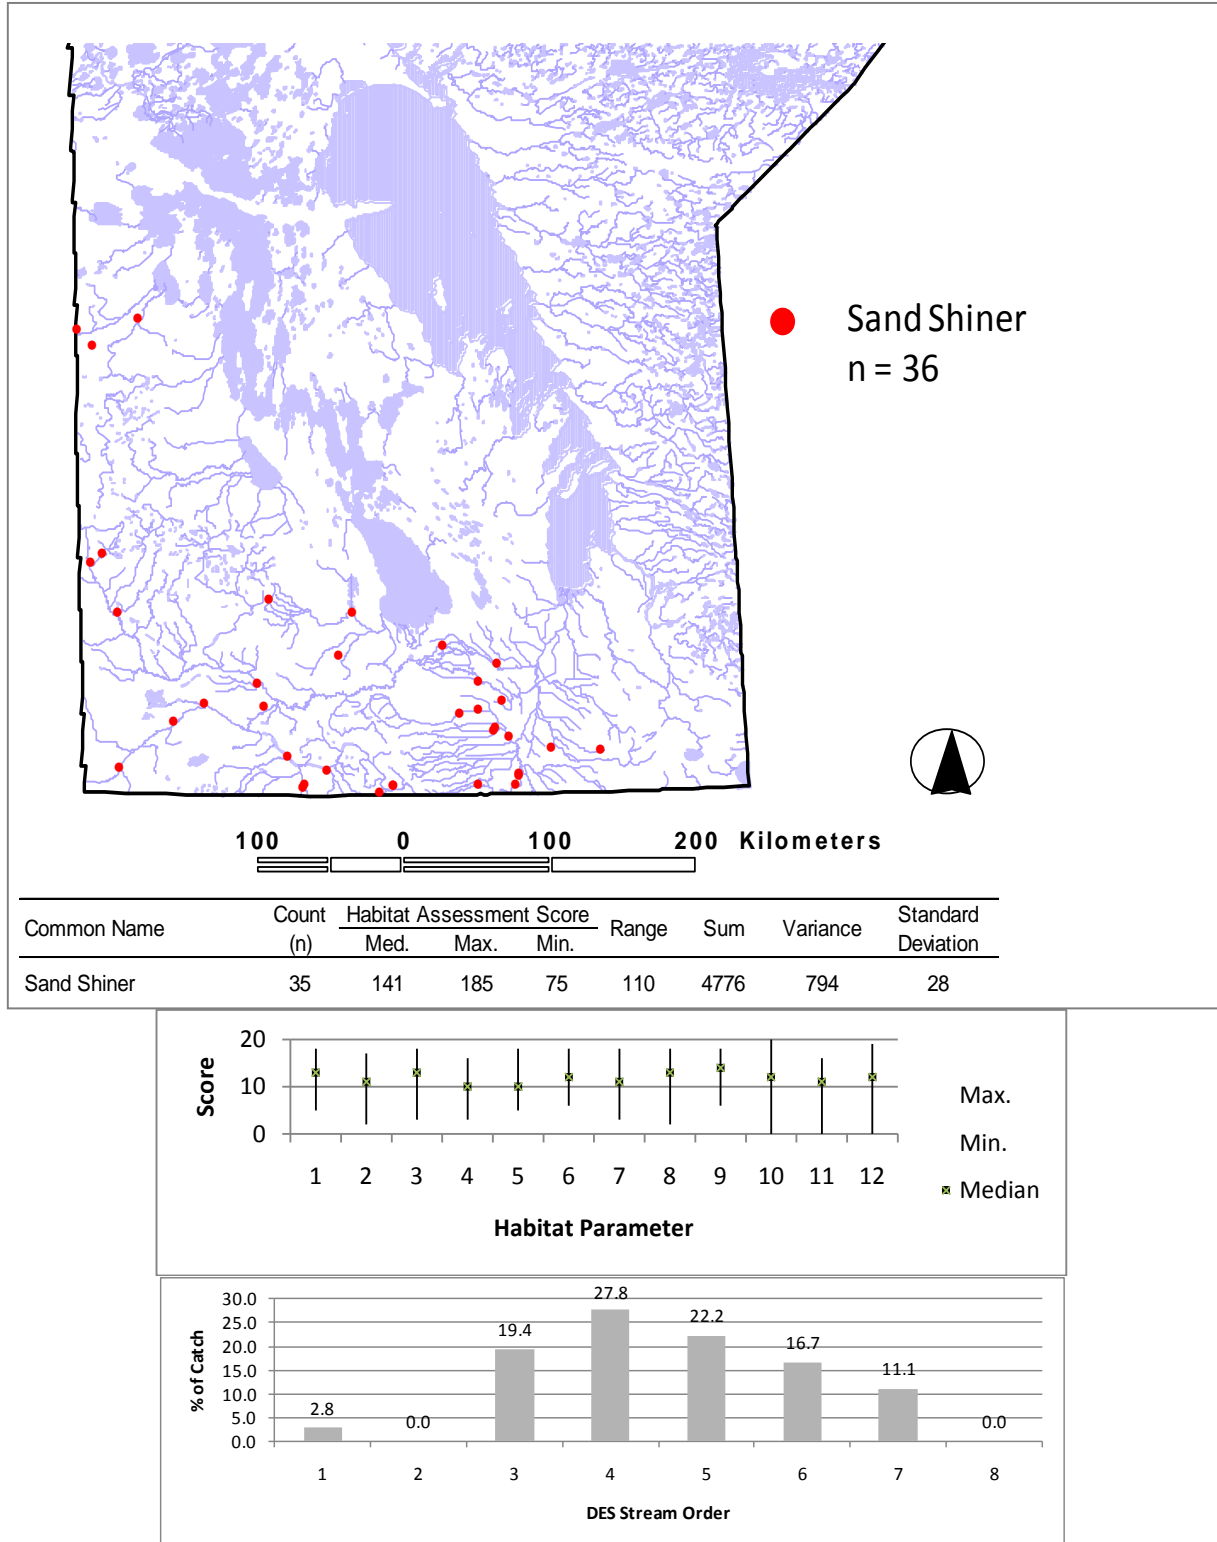 Sand Shiner
n = 36
100 0 100 200 Kilometers
Common Name Count (n) Habitat Assessment Score Med. Max. Min. Range Sum Variance Standard Deviation
Sand Shiner 35 141 185 75 110 4776 794 28
20
10
0
Score
1 2 3 4 5 6 7 8 9 10 11 12
Habitat Parameter
Max.
Min.
Median
30.0
25.0
20.0
15.0
10.0
5.0
0.0
% of Catch
2.8 0.0 19.4 27.8 22.2 16.7 11.1 0.0
1 2 3 4 5 6 7 8
DES Stream Order